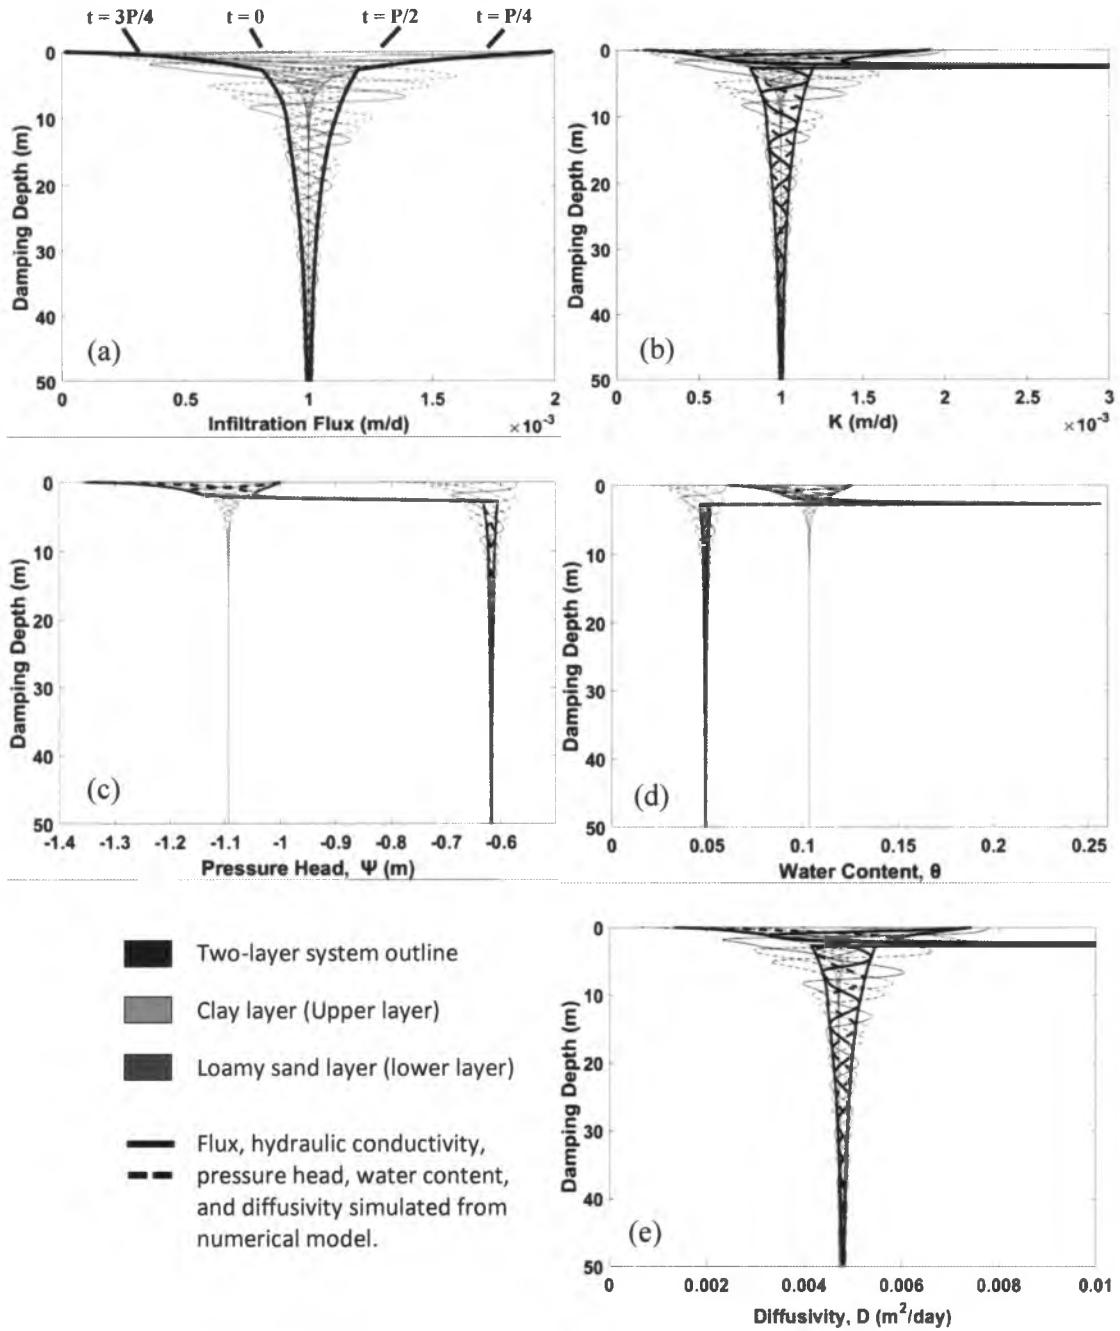 t = 3P/4 t = 0 t = P/2 t = P/4
0
10
20
30
40
50
Damping Depth (m)
(a)
0 0.5 1 1.5 2
Infiltration Flux (m/d) ×10⁻³
0
10
20
30
40
50
Damping Depth (m)
(b)
0 0.5 1 1.5 2 2.5 3
K (m/d) ×10⁻³
0
10
20
30
40
50
Damping Depth (m)
(c)
-1.4 -1.3 -1.2 -1.1 -1 -0.9 -0.8 -0.7 -0.6
Pressure Head, Ψ (m)
0
10
20
30
40
50
Damping Depth (m)
(d)
0 0.05 0.1 0.15 0.2 0.25
Water Content, θ
Two-layer system outline
Clay layer (Upper layer)
Loamy sand layer (lower layer)
Flux, hydraulic conductivity,
pressure head, water content,
and diffusivity simulated from
numerical model.
0
10
20
30
40
50
Damping Depth (m)
(e)
0 0.002 0.004 0.006 0.008 0.01
Diffusivity, D (m²/day)